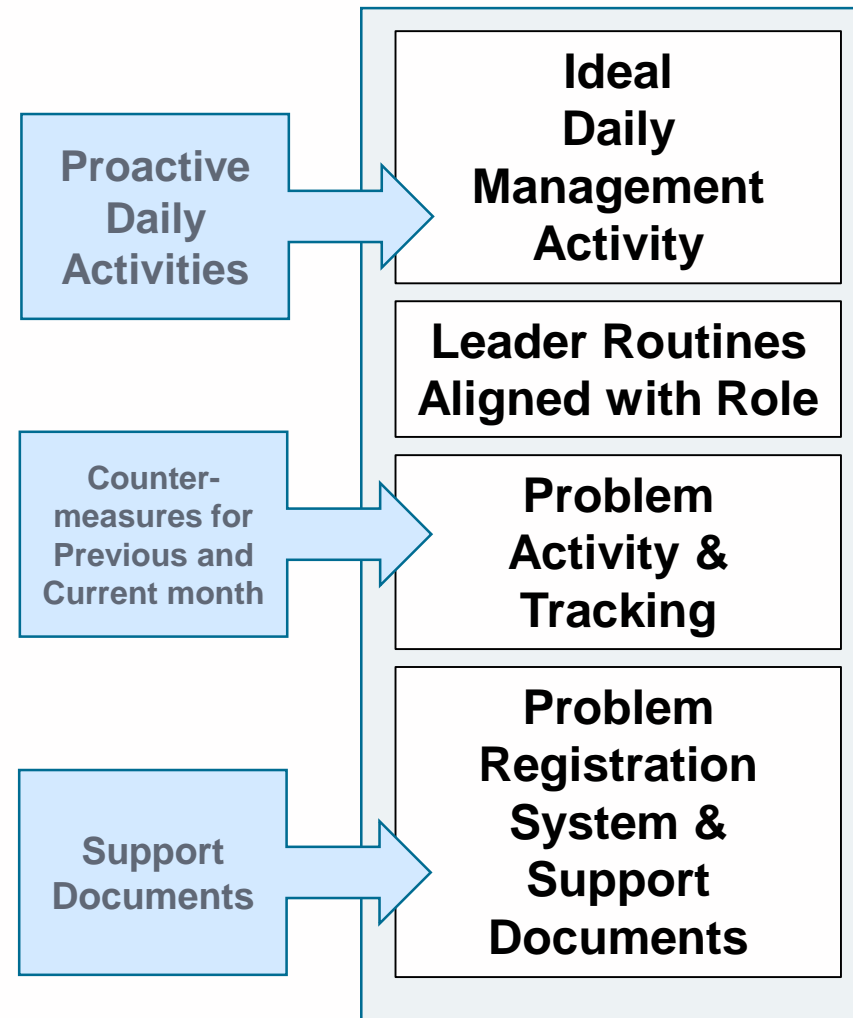 Proactive
Daily
Activities
Ideal
Daily
Management
Activity
Leader Routines
Aligned with Role
Counter-
measures for
Previous and
Current month
Problem
Activity &
Tracking
Support
Documents
Problem
Registration
System &
Support
Documents